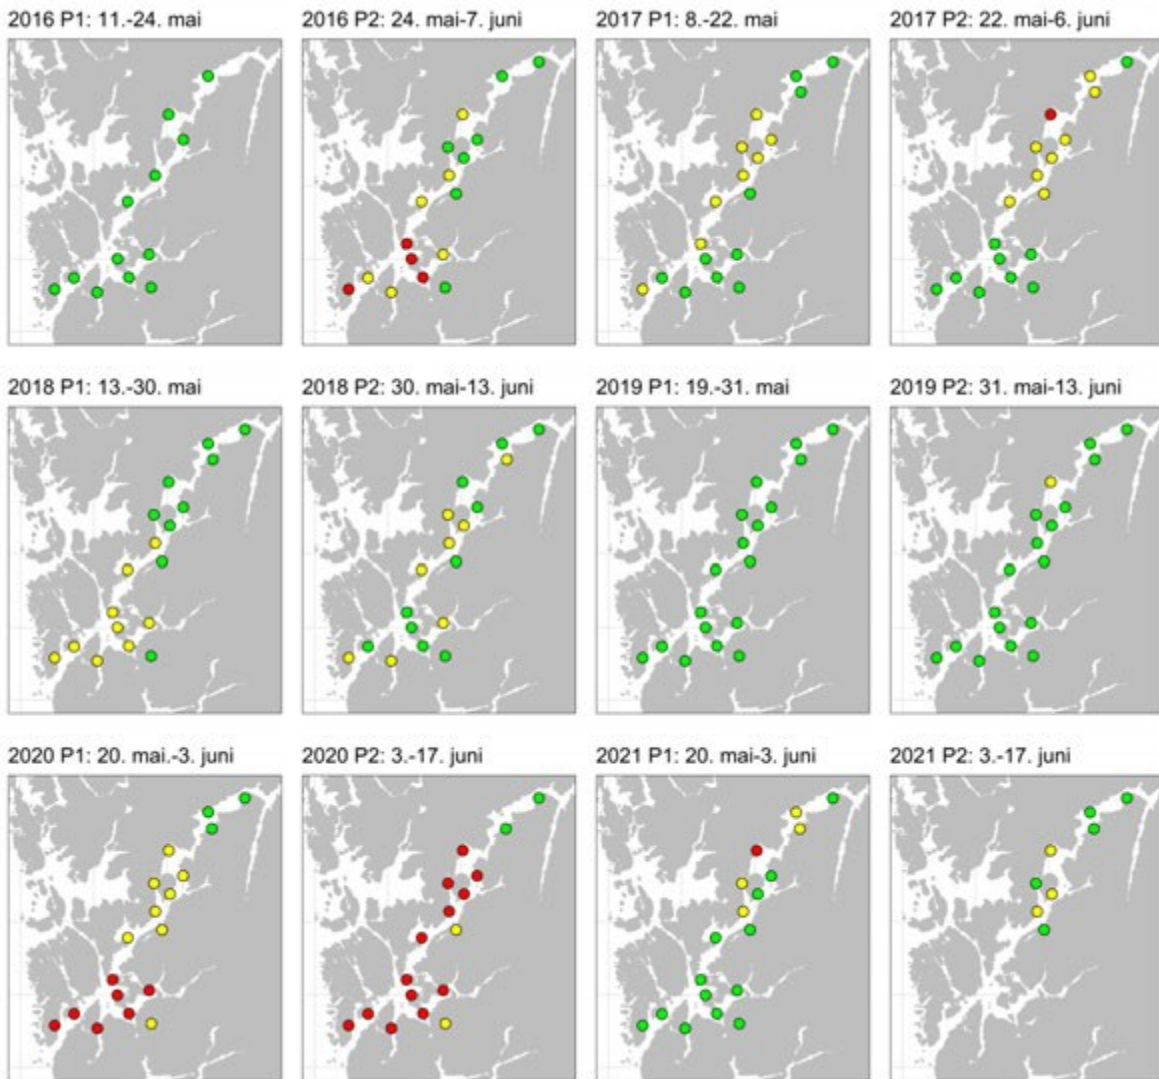 2016 P1: 11.-24. mai
2016 P2: 24. mai-7. juni
2017 P1: 8.-22. mai
2017 P2: 22. mai-6. juni
2018 P1: 13.-30. mai
2018 P2: 30. mai-13. juni
2019 P1: 19.-31. mai
2019 P2: 31. mai-13. juni
2020 P1: 20. mai.-3. juni
2020 P2: 3.-17. juni
2021 P1: 20. mai-3. juni
2021 P2: 3.-17. juni